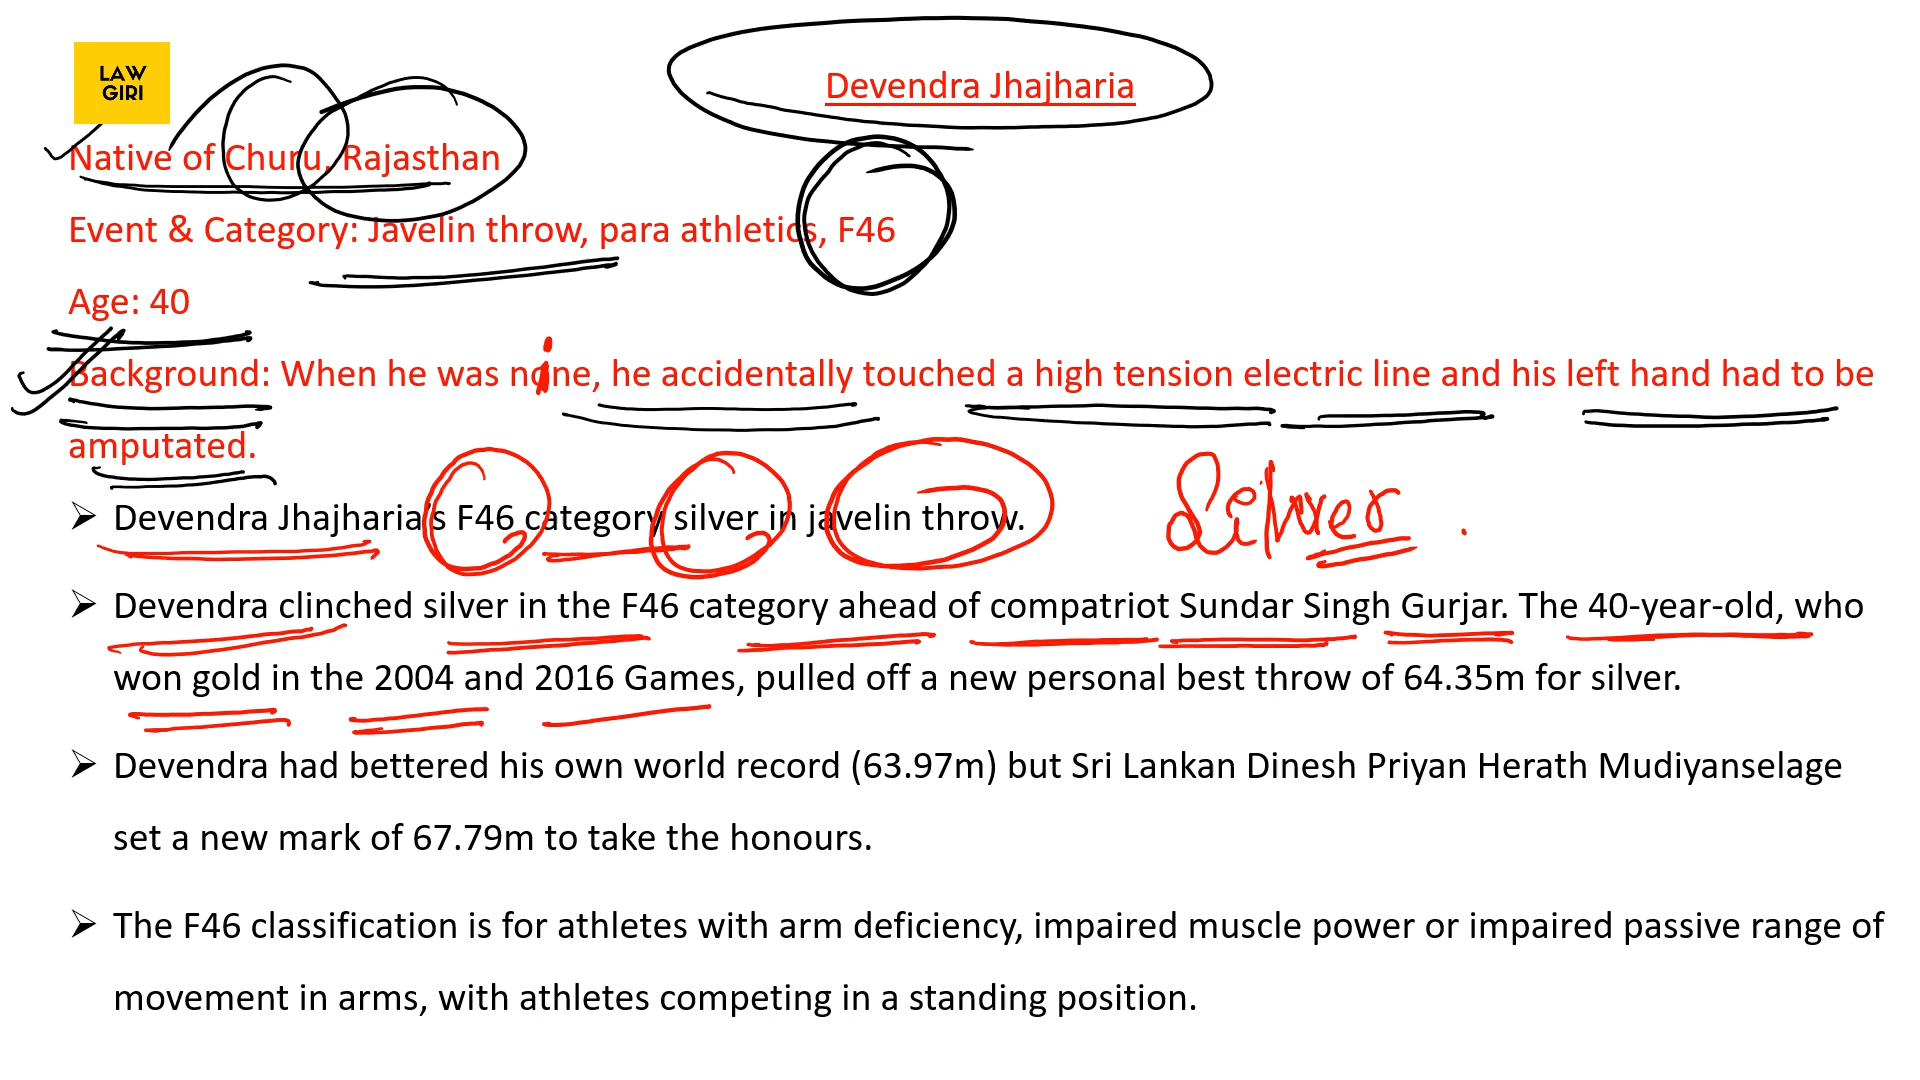 LAW
GIRI
Devendra Jhajharia
Native of Churu, Rajasthan
Event & Category: Javelin throw, para athletics, F46
Age: 40
Background: When he was nine, he accidentally touched a high tension electric line and his left hand had to be
amputated.
➢ Devendra Jhajharia's F46 category silver in javelin throw.
Silver.
➢ Devendra clinched silver in the F46 category ahead of compatriot Sundar Singh Gurjar. The 40-year-old, who
won gold in the 2004 and 2016 Games, pulled off a new personal best throw of 64.35m for silver.
➢ Devendra had bettered his own world record (63.97m) but Sri Lankan Dinesh Priyan Herath Mudiyanselage
set a new mark of 67.79m to take the honours.
➢ The F46 classification is for athletes with arm deficiency, impaired muscle power or impaired passive range of
movement in arms, with athletes competing in a standing position.